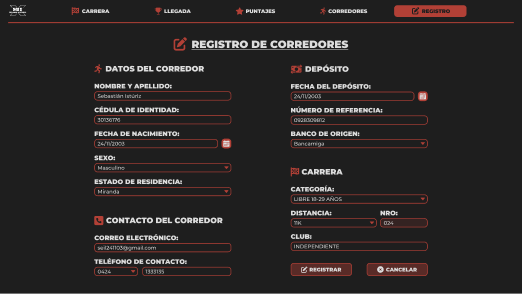 CARRERA
LLEGADA
PUNTAJES
CORREDORES
REGISTRO
REGISTRO DE CORREDORES
DATOS DEL CORREDOR
NOMBRE Y APELLIDO:
Sebastián Istúriz
CÉDULA DE IDENTIDAD:
30136176
FECHA DE NACIMIENTO:
24/11/2003
SEXO:
Masculino
ESTADO DE RESIDENCIA:
Miranda
CONTACTO DEL CORREDOR
CORREO ELECTRÓNICO:
seil241103@gmail.com
TELÉFONO DE CONTACTO:
0424 1333135
DEPÓSITO
FECHA DEL DEPÓSITO:
24/11/2003
NÚMERO DE REFERENCIA:
0928309812
BANCO DE ORIGEN:
Bancamiga
CARRERA
CATEGORÍA:
LIBRE 18-29 AÑOS
DISTANCIA: NRO:
11K 024
CLUB:
INDEPENDIENTE
REGISTRAR CANCELAR